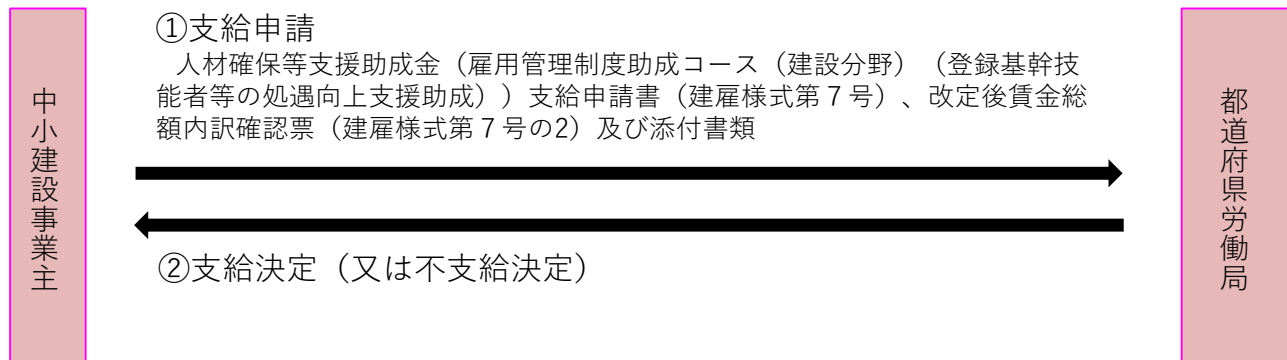 中小建設事業主
①支給申請
人材確保等支援助成金（雇用管理制度助成コース（建設分野）（登録基幹技
能者等の処遇向上支援助成））支給申請書（建雇様式第７号）、改定後賃金総
額内訳確認票（建雇様式第７号の2）及び添付書類
②支給決定（又は不支給決定）
都道府県労働局